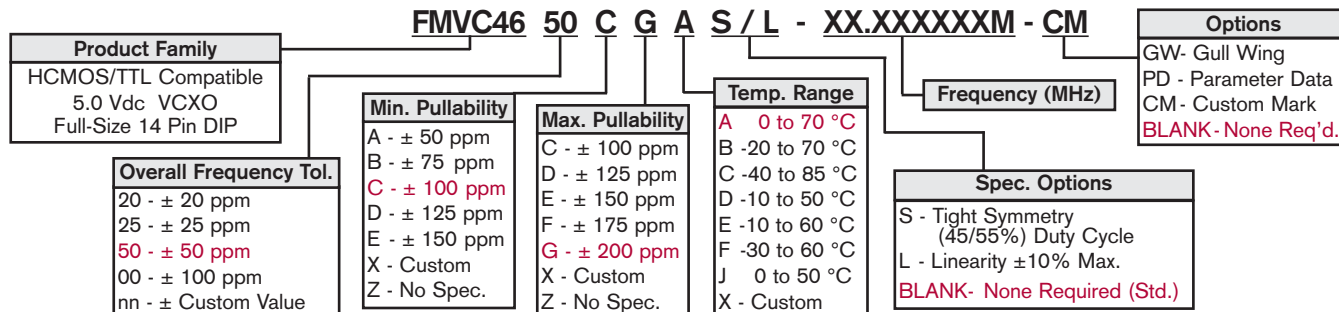 FMVC46 50 C G A S / L - XX.XXXXXXM - CM
Product Family
HCMOS/TTL Compatible
5.0 Vdc VCXO
Full-Size 14 Pin DIP
Overall Frequency Tol.
20 - ± 20 ppm
25 - ± 25 ppm
50 - ± 50 ppm
00 - ± 100 ppm
nn - ± Custom Value
Min. Pullability
A - ± 50 ppm
B - ± 75 ppm
C - ± 100 ppm
D - ± 125 ppm
E - ± 150 ppm
X - Custom
Z - No Spec.
Max. Pullability
C - ± 100 ppm
D - ± 125 ppm
E - ± 150 ppm
F - ± 175 ppm
G - ± 200 ppm
X - Custom
Z - No Spec.
Temp. Range
A 0 to 70 °C
B -20 to 70 °C
C -40 to 85 °C
D -10 to 50 °C
E -10 to 60 °C
F -30 to 60 °C
J 0 to 50 °C
X - Custom
Spec. Options
S - Tight Symmetry
(45/55%) Duty Cycle
L - Linearity ±10% Max.
BLANK- None Required (Std.)
Frequency (MHz)
Options
GW- Gull Wing
PD - Parameter Data
CM - Custom Mark
BLANK - None Req'd.